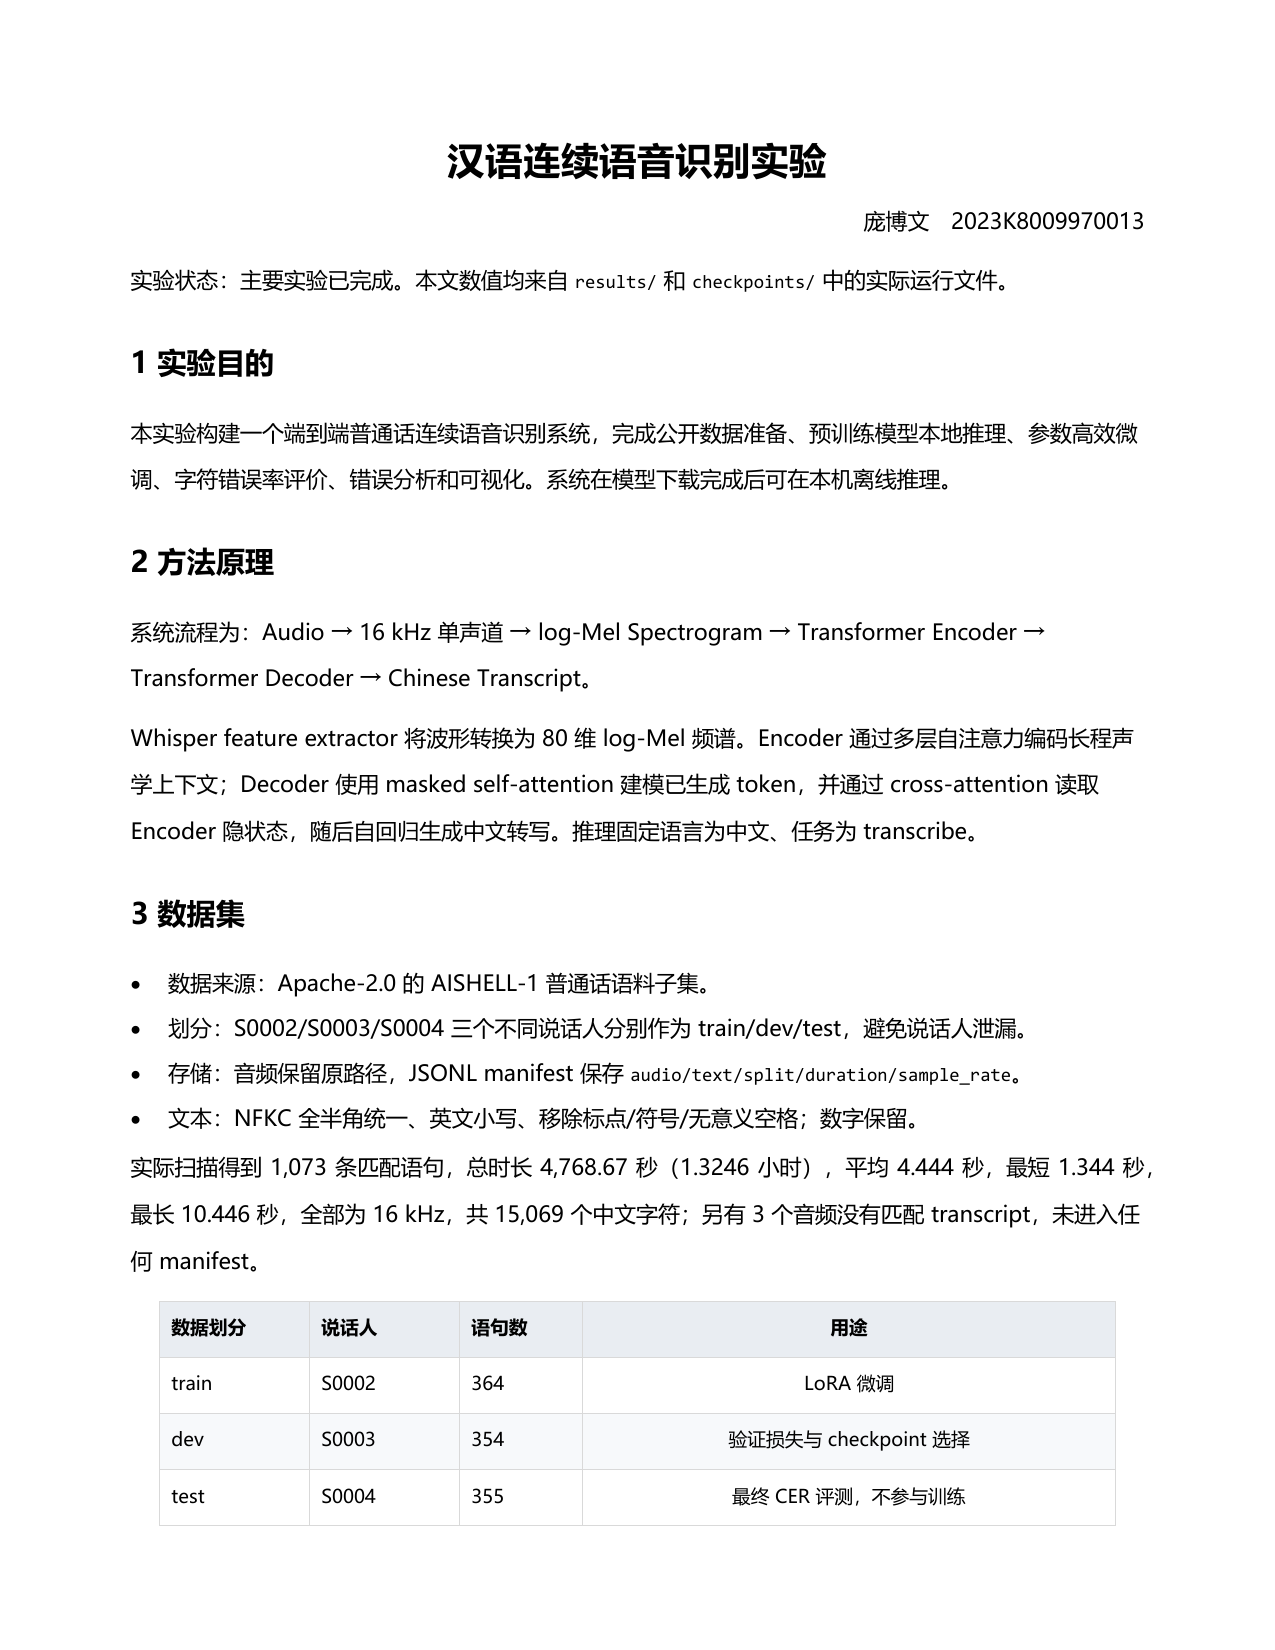 汉语连续语音识别实验
庞博文 2023K8009970013
实验状态：主要实验已完成。本文数值均来自 results/ 和 checkpoints/ 中的实际运行文件。
1 实验目的
本实验构建一个端到端普通话连续语音识别系统，完成公开数据准备、预训练模型本地推理、参数高效微
调、字符错误率评价、错误分析和可视化。系统在模型下载完成后可在本机离线推理。
2 方法原理
系统流程为：Audio → 16 kHz 单声道 → log-Mel Spectrogram → Transformer Encoder →
Transformer Decoder → Chinese Transcript。
Whisper feature extractor 将波形转换为 80 维 log-Mel 频谱。Encoder 通过多层自注意力编码长程声
学上下文；Decoder 使用 masked self-attention 建模已生成 token，并通过 cross-attention 读取
Encoder 隐状态，随后自回归生成中文转写。推理固定语言为中文、任务为 transcribe。
3 数据集
• 数据来源：Apache-2.0 的 AISHELL-1 普通话语料子集。
• 划分：S0002/S0003/S0004 三个不同说话人分别作为 train/dev/test，避免说话人泄漏。
• 存储：音频保留原路径，JSONL manifest 保存 audio/text/split/duration/sample_rate。
• 文本：NFKC 全半角统一、英文小写、移除标点/符号/无意义空格；数字保留。
实际扫描得到 1,073 条匹配语句，总时长 4,768.67 秒（1.3246 小时），平均 4.444 秒，最短 1.344 秒，
最长 10.446 秒，全部为 16 kHz，共 15,069 个中文字符；另有 3 个音频没有匹配 transcript，未进入任
何 manifest。
数据划分 说话人 语句数 用途
train S0002 364 LoRA 微调
dev S0003 354 验证损失与 checkpoint 选择
test S0004 355 最终 CER 评测，不参与训练